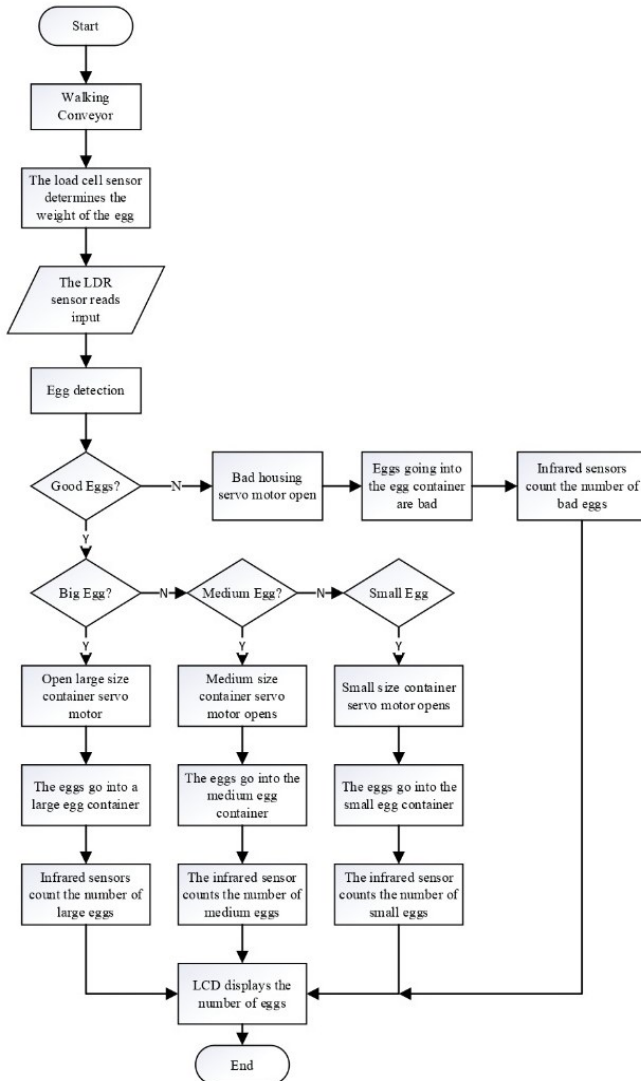 Start
Walking
Conveyor
The load cell sensor
determines the
weight of the egg
The LDR
sensor reads
input
Egg detection
Good Eggs?
N
Bad housing
servo motor open
Eggs going into
the egg container
are bad
Infrared sensors
count the number of
bad eggs
Y
Big Egg?
N
Medium Egg?
N
Small Egg
Y
Y
Y
Open large size
container servo
motor
Medium size
container servo
motor opens
Small size container
servo motor opens
The eggs go into a
large egg container
The eggs go into the
medium egg
container
The eggs go into the
small egg container
Infrared sensors
count the number of
large eggs
The infrared sensor
counts the number of
medium eggs
The infrared sensor
counts the number of
small eggs
LCD displays the
number of eggs
End